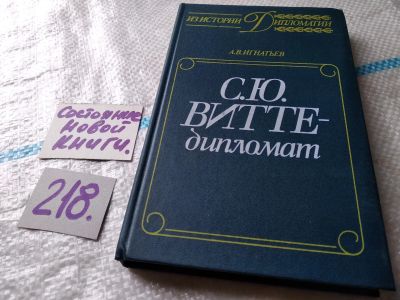 ИЗ ИСТОРИИ ДИПЛОМАТИИ
А.В.ИГНАТЬЕВ
С.Ю.
ВИТТЕ-
дипломат
Состояние
новой
книги.
218.